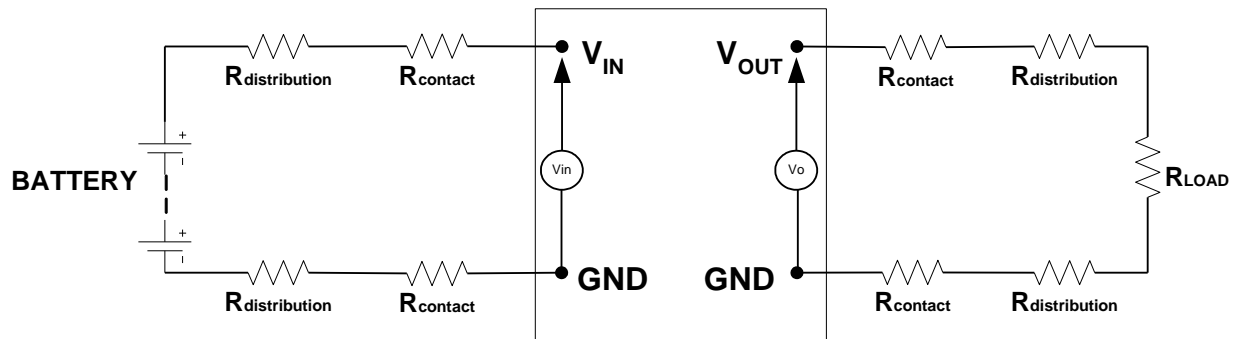 Rdistribution
Rcontact
VIN
VOUT
Rcontact
Rdistribution
+
-
BATTERY
Vin
Vo
RLOAD
+
-
Rdistribution
Rcontact
GND
GND
Rcontact
Rdistribution